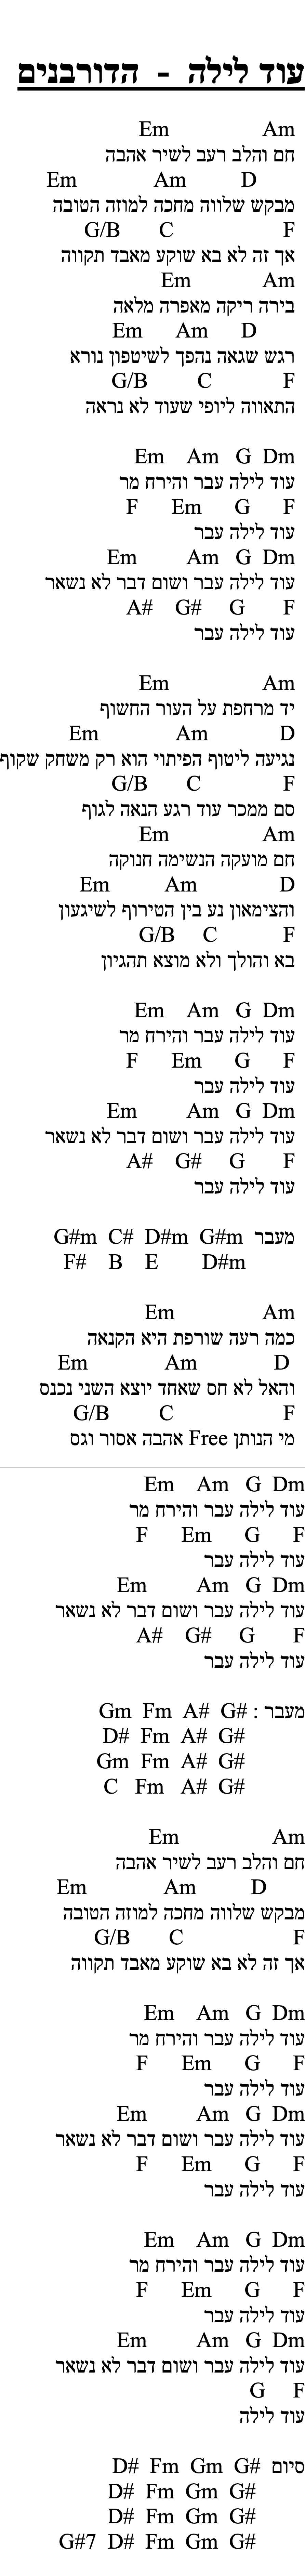 עוד לילה - הדורבנים
Em Am
חם והלב רעב לשיר אהבה
Em Am D
מבקש שלווה מחכה למוזה הטובה
G/B C F
אך זה לא בא שוקע מאבד תקווה
Em Am
בירה ריקה מאפרה מלאה
Em Am D
רגש שגאה נהפך לשיטפון נורא
G/B C F
התאווה ליופי שעוד לא נראה
Em Am G Dm
עוד לילה עבר והירח מר
F Em G F
עוד לילה עבר
Em Am G Dm
עוד לילה עבר ושום דבר לא נשאר
A# G# G F
עוד לילה עבר
Em Am
יד מרחפת על העור החשוף
Em Am D
נגיעה ליטוף הפיתוי הוא רק משחק שקוף
G/B C F
סם ממכר עוד רגע הנאה לגוף
Em Am
חם מועקה הנשימה חנוקה
Em Am D
והצימאון נע בין הטירוף לשיגעון
G/B C F
בא והולך ולא מוצא תהגיון
Em Am G Dm
עוד לילה עבר והירח מר
F Em G F
עוד לילה עבר
Em Am G Dm
עוד לילה עבר ושום דבר לא נשאר
A# G# G F
עוד לילה עבר
מעבר G#m C# D#m G#m
F# B E D#m
Em Am
כמה רעה שורפת היא הקנאה
Em Am D
והאל לא חס שאחד יוצא השני נכנס
G/B C F
מי הנותן Free אהבה אסור וגס
Em Am G Dm
עוד לילה עבר והירח מר
F Em G F
עוד לילה עבר
Em Am G Dm
עוד לילה עבר ושום דבר לא נשאר
A# G# G F
עוד לילה עבר
מעבר : Gm Fm A# G#
D# Fm A# G#
Gm Fm A# G#
C Fm A# G#
Em Am
חם והלב רעב לשיר אהבה
Em Am D
מבקש שלווה מחכה למוזה הטובה
G/B C F
אך זה לא בא שוקע מאבד תקווה
Em Am G Dm
עוד לילה עבר והירח מר
F Em G F
עוד לילה עבר
Em Am G Dm
עוד לילה עבר ושום דבר לא נשאר
F Em G F
עוד לילה עבר
Em Am G Dm
עוד לילה עבר והירח מר
F Em G F
עוד לילה עבר
Em Am G Dm
עוד לילה עבר ושום דבר לא נשאר
G F
עוד לילה
סיום D# Fm Gm G#
D# Fm Gm G#
D# Fm Gm G#
G#7 D# Fm Gm G#